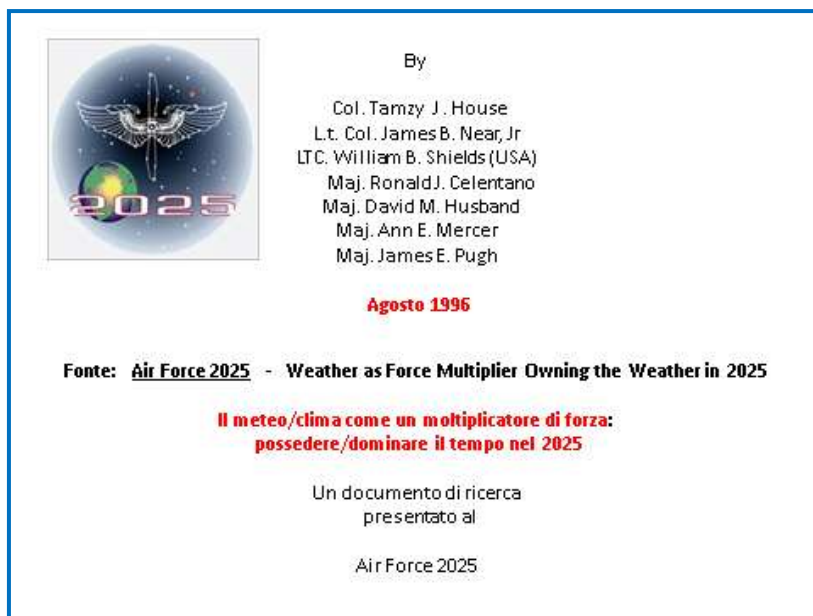 2025
By
Col. Tamzy J. House
L.t. Col. James B. Near, Jr
LTC. William B. Shields (USA)
Maj. Ronald J. Celentano
Maj. David M. Husband
Maj. Ann E. Mercer
Maj. James E. Pugh
Agosto 1996
Fonte: Air Force 2025 - Weather as Force Multiplier Owning the Weather in 2025
Il meteo/clima come un moltiplicatore di forza:
possedere/dominare il tempo nel 2025
Un documento di ricerca
presentato al
Air Force 2025